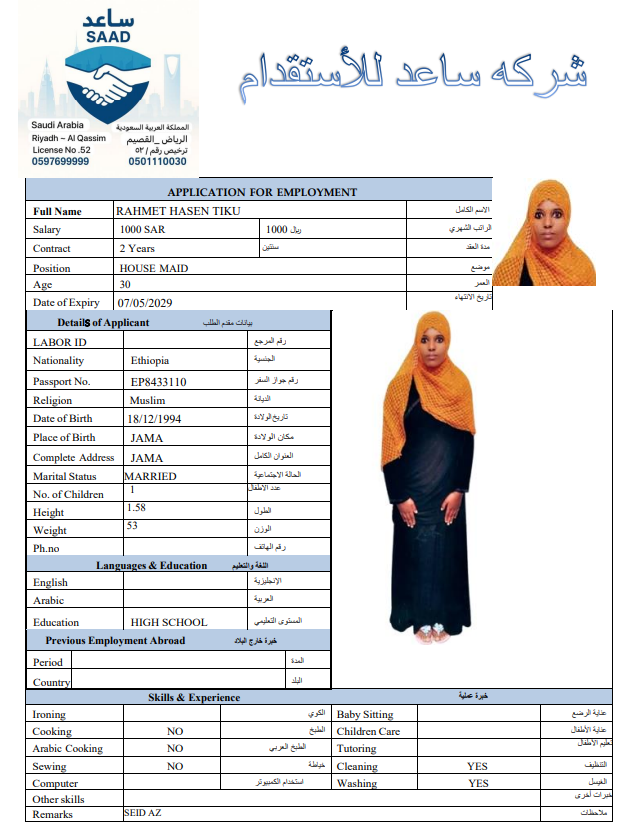 ساعد
SAAD
Saudi Arabia المملكة العربية السعودية
Riyadh ~ Al Qassim الرياض _القصيم
License No .52 ترخيص رقم / ٥٢
0597699999 0501110030
شركه ساعد للأستقدام
APPLICATION FOR EMPLOYMENT
Full Name RAHMET HASEN TIKU الاسم الكامل
Salary 1000 SAR 1000 ريال الراتب الشهري
Contract 2 Years سنتين مدة العقد
Position HOUSE MAID موضع
Age 30 العمر
Date of Expiry 07/05/2029 تاريخ الانتهاء
Details of Applicant بيانات مقدم الطلب
LABOR ID رقم المرجع
Nationality Ethiopia الجنسية
Passport No. EP8433110 رقم جواز السفر
Religion Muslim الديانة
Date of Birth 18/12/1994 تاريخ الولادة
Place of Birth JAMA مكان الولادة
Complete Address JAMA العنوان الكامل
Marital Status MARRIED الحالة الاجتماعية
No. of Children 1 عدد الاطفال
Height 1.58 الطول
Weight 53 الوزن
Ph.no رقم الهاتف
Languages & Education اللغة والتعليم
English الإنجليزية
Arabic العربية
Education HIGH SCHOOL المستوى التعليمي
Previous Employment Abroad خبرة خارج البلاد
Period المدة
Country البلد
Skills & Experience خبرة عملية
Ironing الكوي Baby Sitting عناية الرضع
Cooking NO الطبخ Children Care عناية الأطفال
Arabic Cooking NO الطبخ العربي Tutoring تعليم الأطفال
Sewing NO خياطة Cleaning YES التنظيف
Computer استخدام الكمبيوتر Washing YES الغيسل
Other skills خبرات أخرى
Remarks SEID AZ ملاحظات